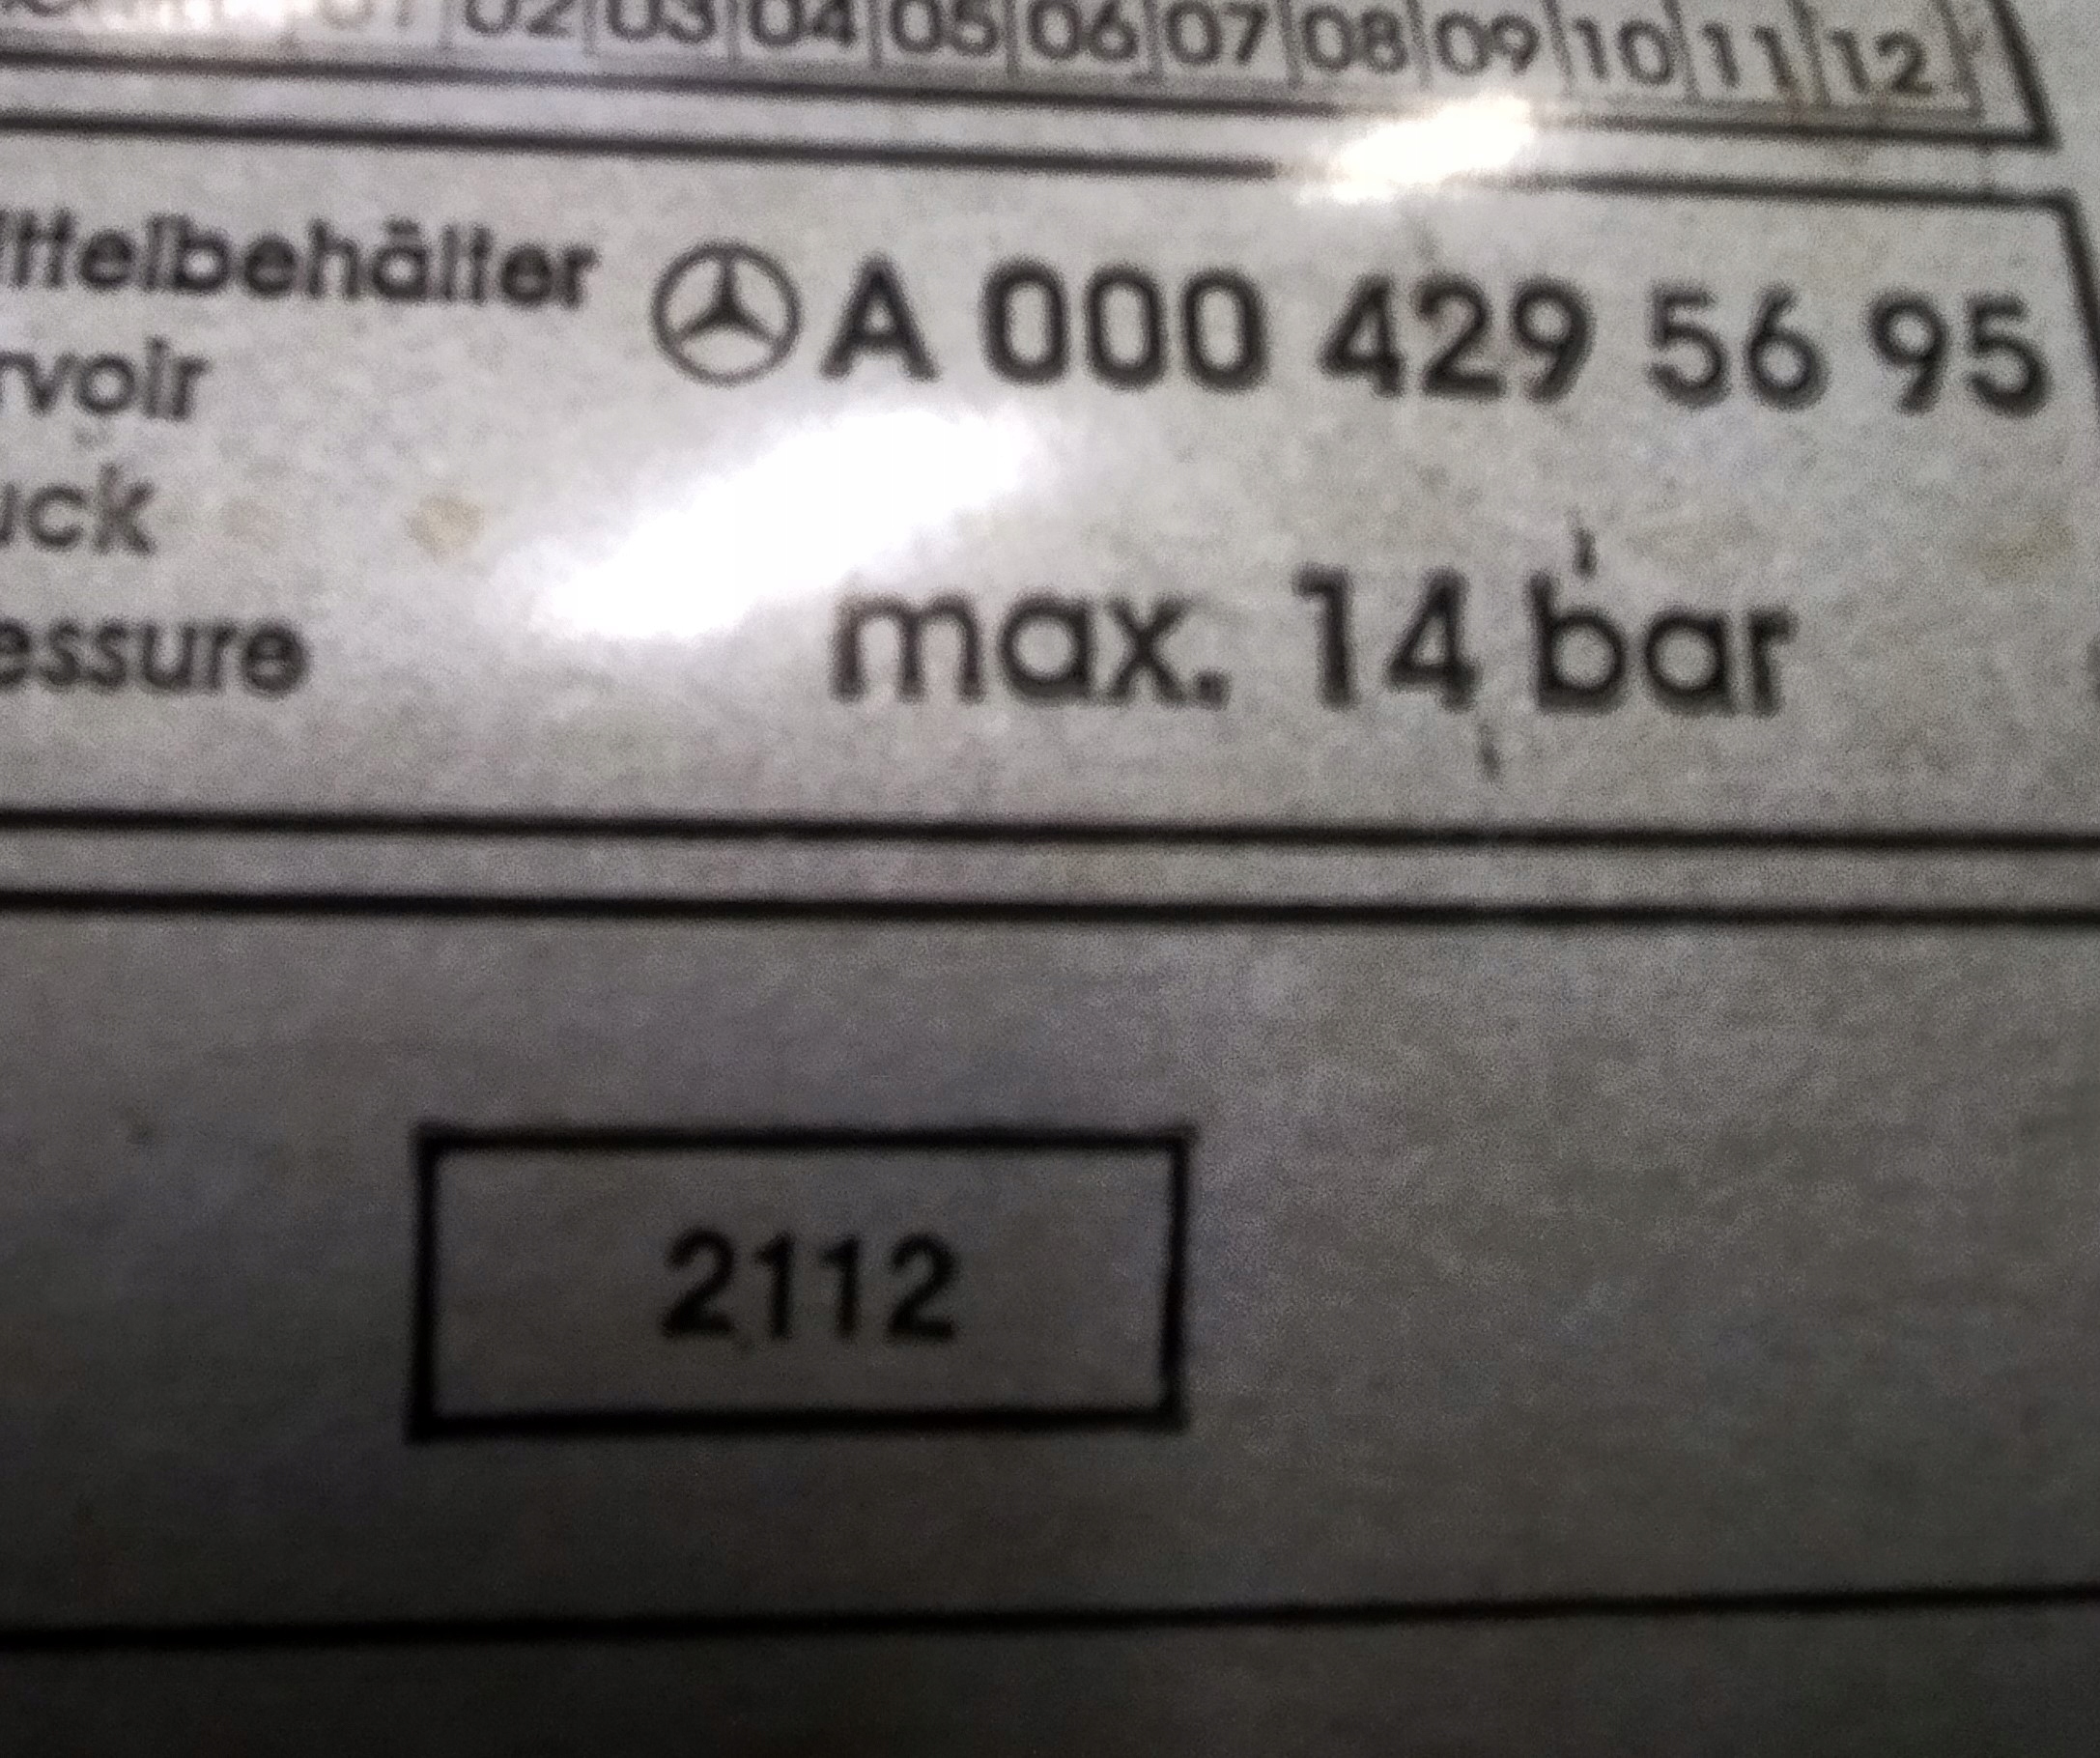 02 03 04 05 06 07 08 09 10 11 12
ttelbehälter A 000 429 56 95
rvoir
uck
essure max. 14 bar
2112